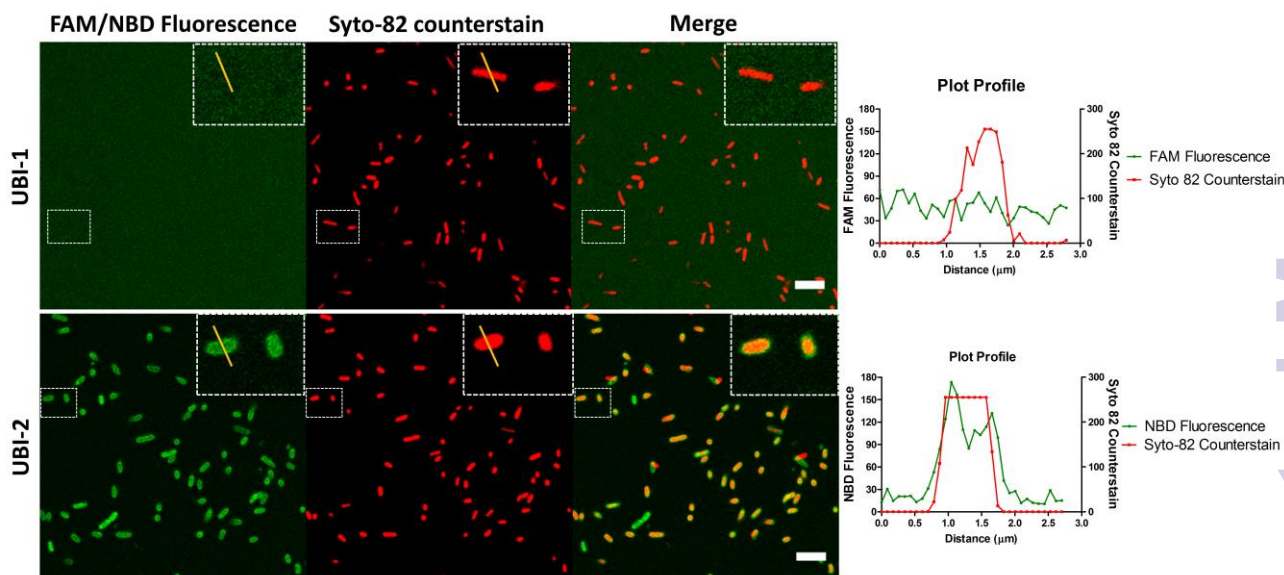 FAM/NBD Fluorescence Syto-82 counterstain Merge
UBI-1
Plot Profile
FAM Fluorescence
180
150
120
90
60
30
0
0.0 0.5 1.0 1.5 2.0 2.5 3.0
Distance (μm)
300
200
100
0
Syto 82 Counterstain
FAM Fluorescence
Syto 82 Counterstain
UBI-2
Plot Profile
NBD Fluorescence
180
150
120
90
60
30
0
0.0 0.5 1.0 1.5 2.0 2.5 3.0
Distance (μm)
300
200
100
0
Syto 82 Counterstain
NBD Fluorescence
Syto-82 Counterstain